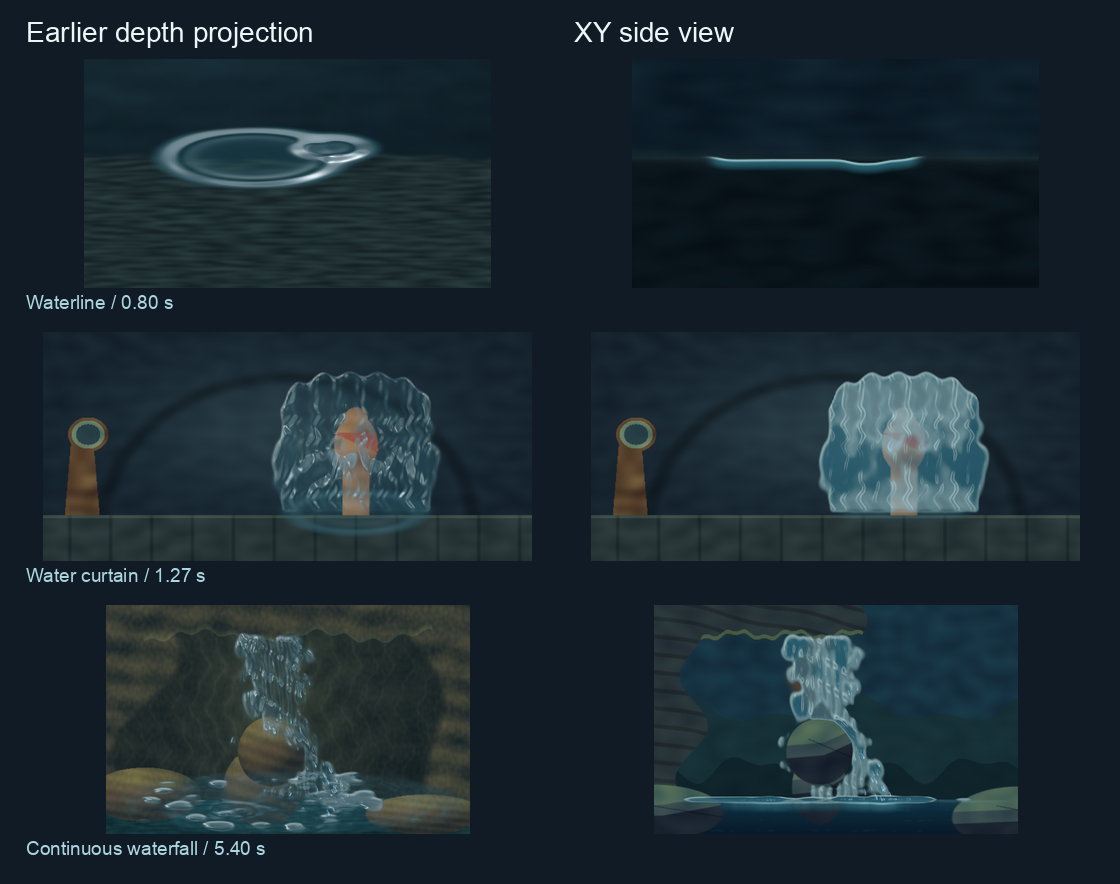 Earlier depth projection
XY side view
Waterline / 0.80 s
Water curtain / 1.27 s
Continuous waterfall / 5.40 s